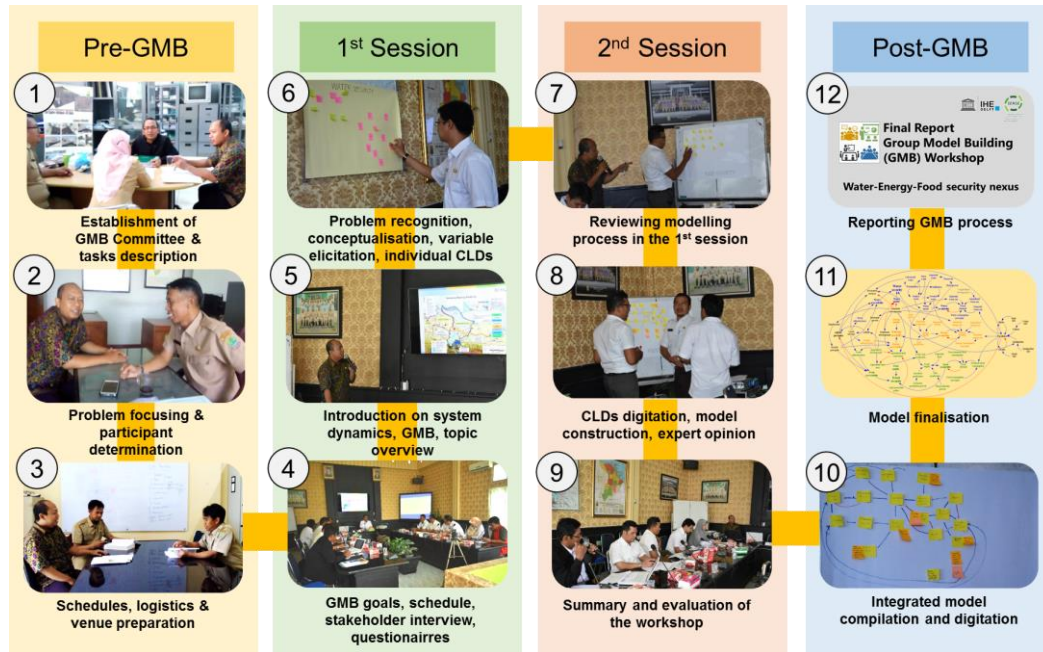 Pre-GMB
1
Establishment of
GMB Committee &
tasks description
2
Problem focusing &
participant
determination
3
Schedules, logistics &
venue preparation
1st Session
6
WATER SECURITY
Problem recognition,
conceptualisation, variable
elicitation, individual CLDs
5
Introduction on system
dynamics, GMB, topic
overview
4
GMB goals, schedule,
stakeholder interview,
questionairres
2nd Session
7
Reviewing modelling
process in the 1st session
8
CLDs digitation, model
construction, expert opinion
9
Summary and evaluation of
the workshop
Post-GMB
12
IHE
DELFT
Final Report
Group Model Building
(GMB) Workshop
Water-Energy-Food security nexus
Reporting GMB process
11
Model finalisation
10
Integrated model
compilation and digitation